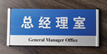 总经理室
General Manager Office